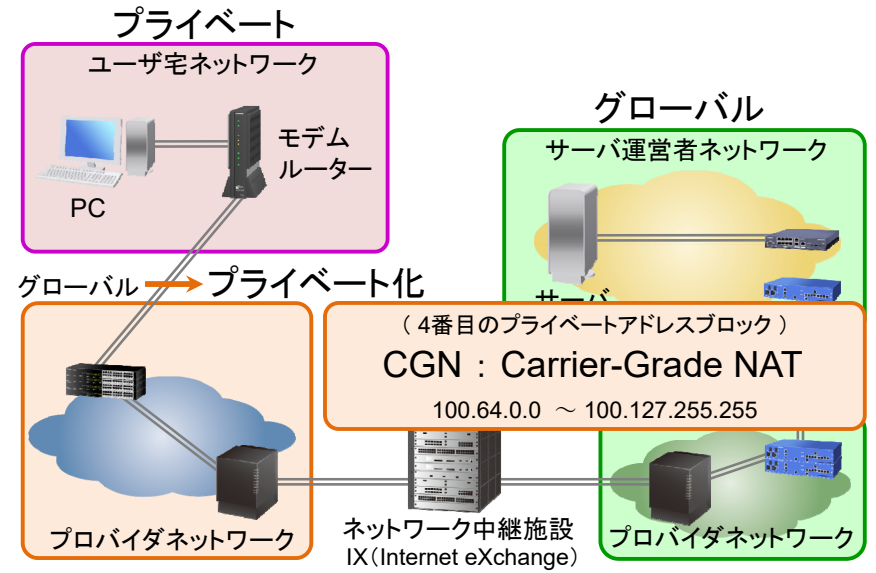 プライベート
ユーザ宅ネットワーク
モデム
ルーター
PC
グローバル
サーバ運営者ネットワーク
サーバ
グローバル
プライベート化
（ 4番目のプライベートアドレスブロック ）
CGN : Carrier-Grade NAT
100.64.0.0 ～ 100.127.255.255
プロバイダネットワーク
ネットワーク中継施設
IX（Internet eXchange）
プロバイダネットワーク